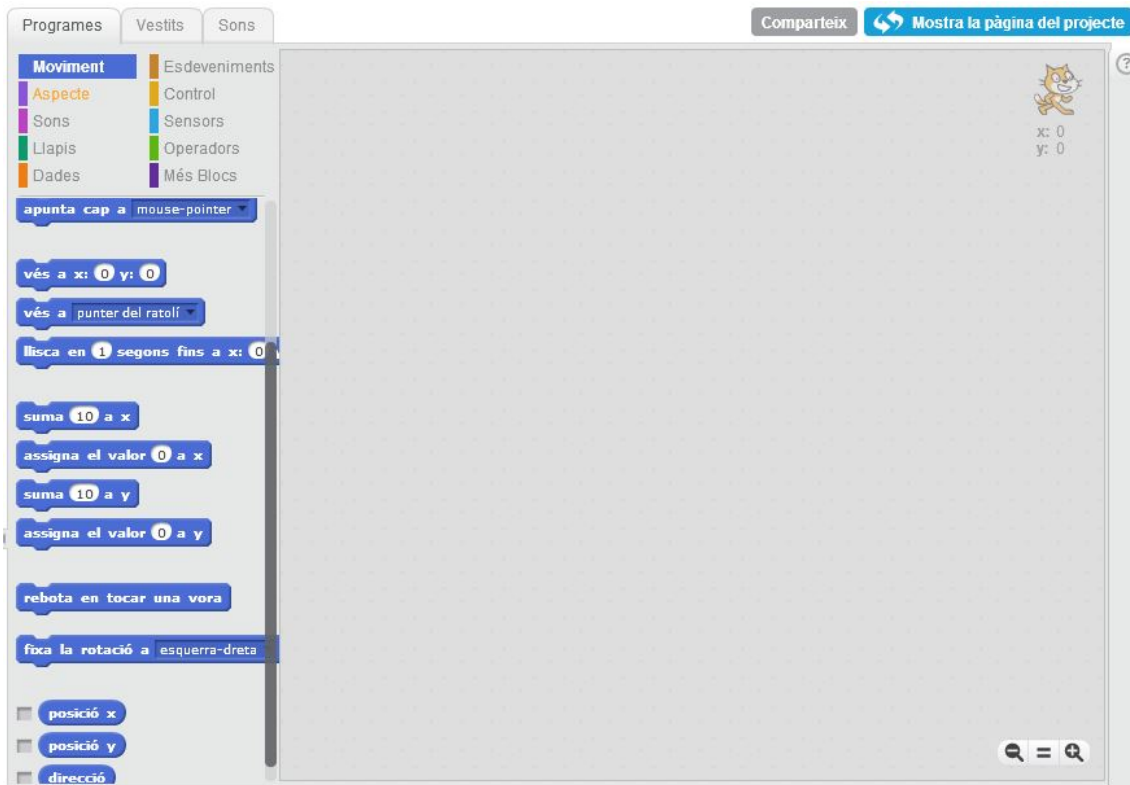 Programes Vestits Sons Comparteix Mostra la pàgina del projecte
Moviment Esdeveniments
Aspecte Control
Sons Sensors
Llapis Operadors
Dades Més Blocs
x: 0
y: 0
apunta cap a mouse-pointer
vés a x: 0 y: 0
vés a punter del ratolí
llisca en 1 segons fins a x: 0
suma 10 a x
assigna el valor 0 a x
suma 10 a y
assigna el valor 0 a y
rebota en tocar una vora
fixa la rotació a esquerra-dreta
posició x
posició y
direcció